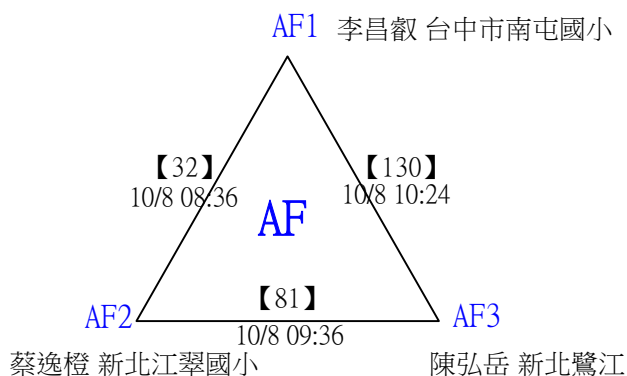 AF1 李昌叡 台中市南屯國小
【32】
10/8 08:36
【130】
10/8 10:24
AF
【81】
10/8 09:36
AF2
AF3
蔡逸橙 新北江翠國小
陳弘岳 新北鷺江